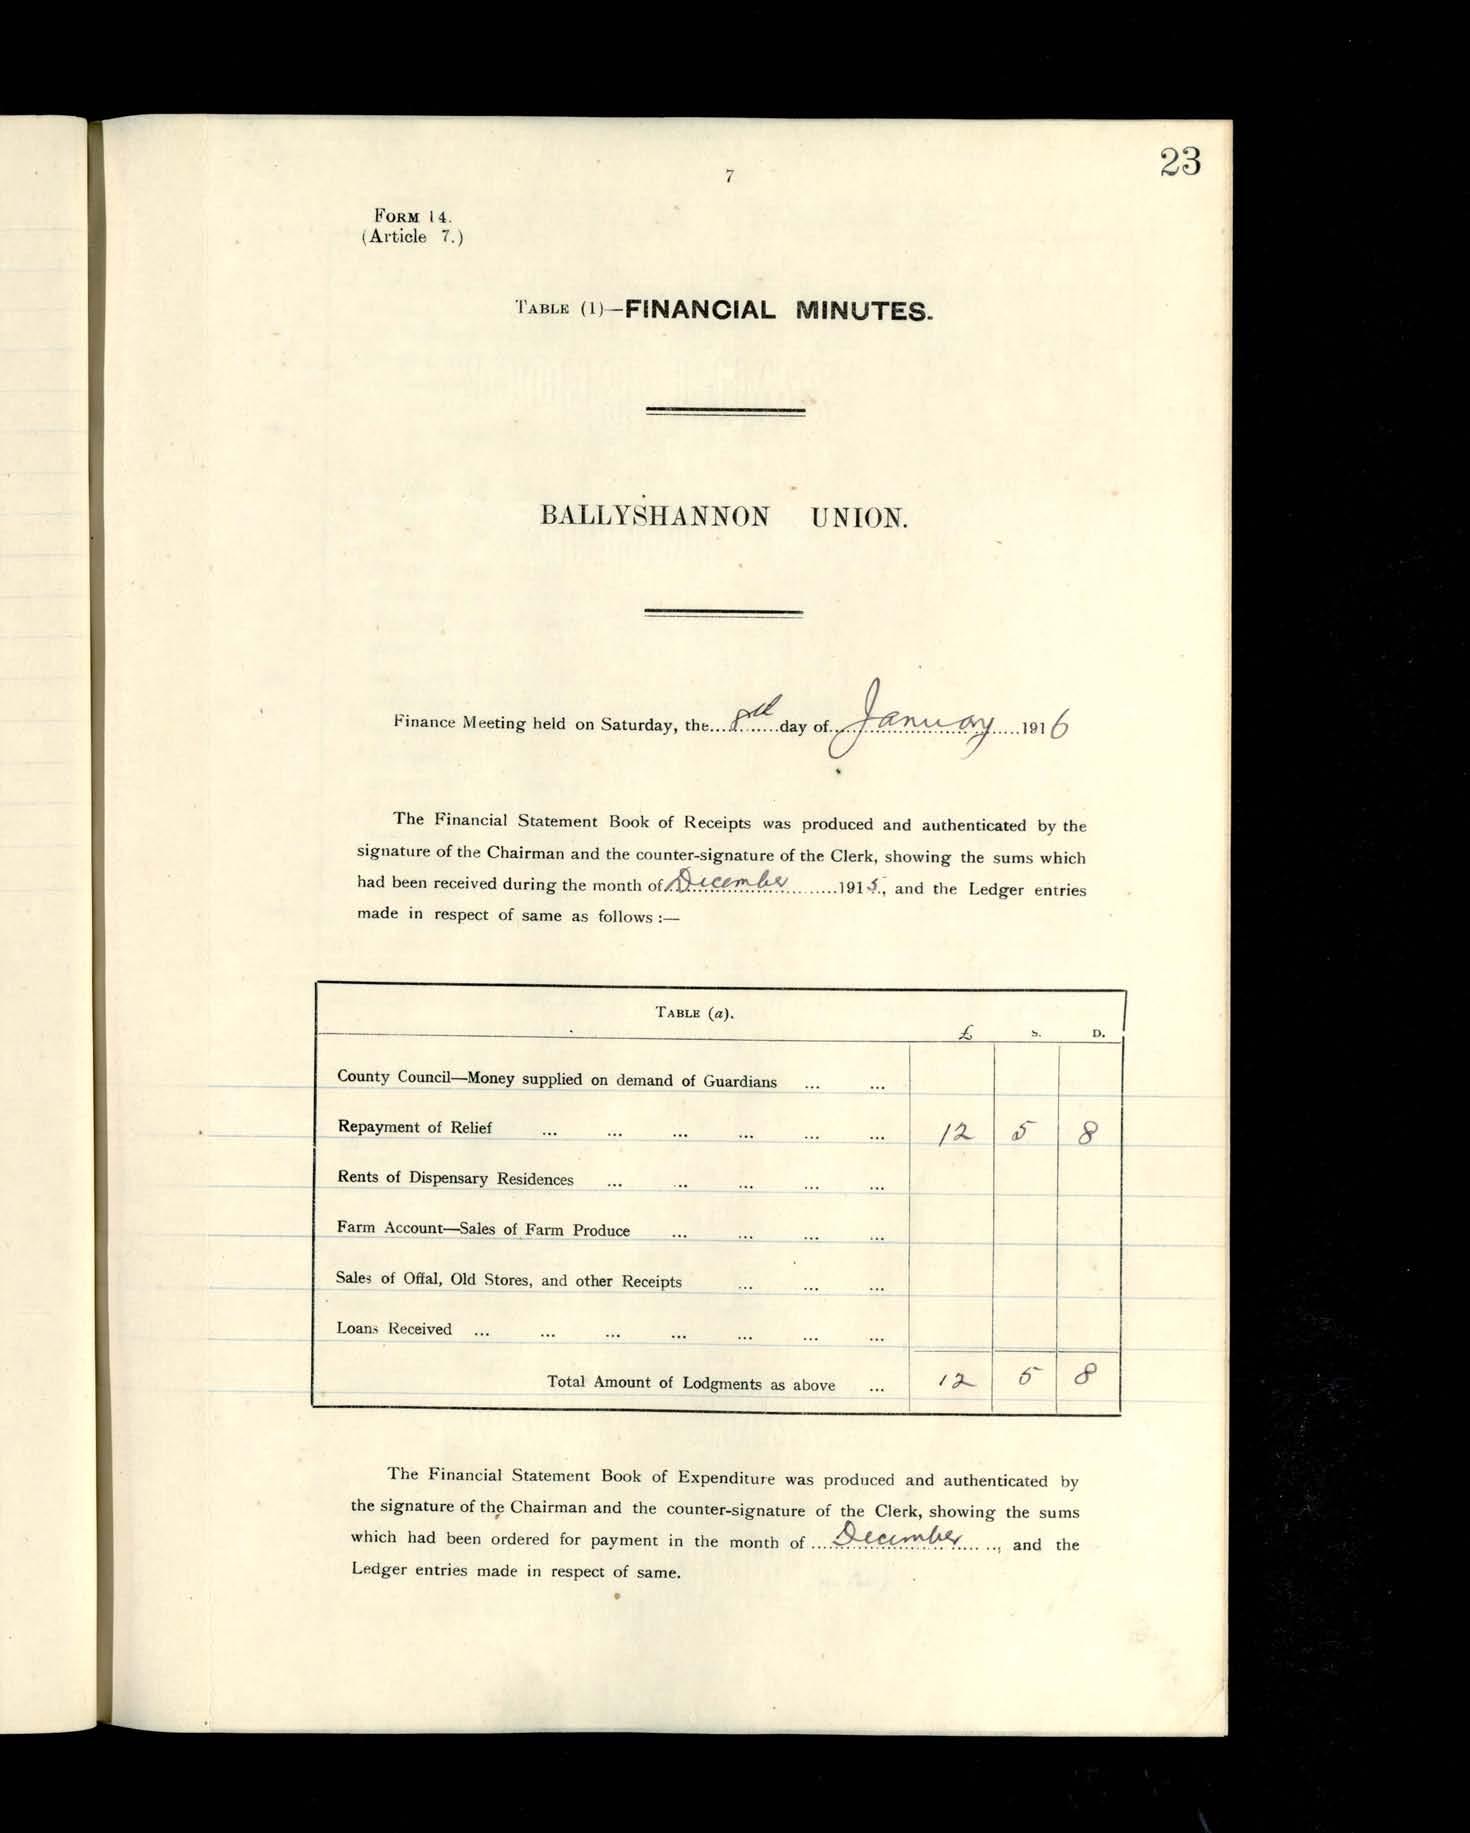 23
7
FORM 14.
(Article 7.)
TABLE (1)—FINANCIAL MINUTES.
BALLYSHANNON UNION.
Finance Meeting held on Saturday, the.... 8 ........day of....January.....1916
The Financial Statement Book of Receipts was produced and authenticated by the
signature of the Chairman and the counter-signature of the Clerk, showing the sums which
had been received during the month of December ........1915., and the Ledger entries
made in respect of same as follows :—
TABLE (a).
£ S. D.
County Council—Money supplied on demand of Guardians ... ...
Repayment of Relief ... ... ... ... ... ... 12 5 8
Rents of Dispensary Residences ... ... ... ... ...
Farm Account—Sales of Farm Produce ... ... ... ...
Sales of Offal, Old Stores, and other Receipts ... ... ...
Loans Received ... ... ... ... ... ... ...
Total Amount of Lodgments as above ... 12 5 8
The Financial Statement Book of Expenditure was produced and authenticated by
the signature of the Chairman and the counter-signature of the Clerk, showing the sums
which had been ordered for payment in the month of ....December......, and the
Ledger entries made in respect of same.